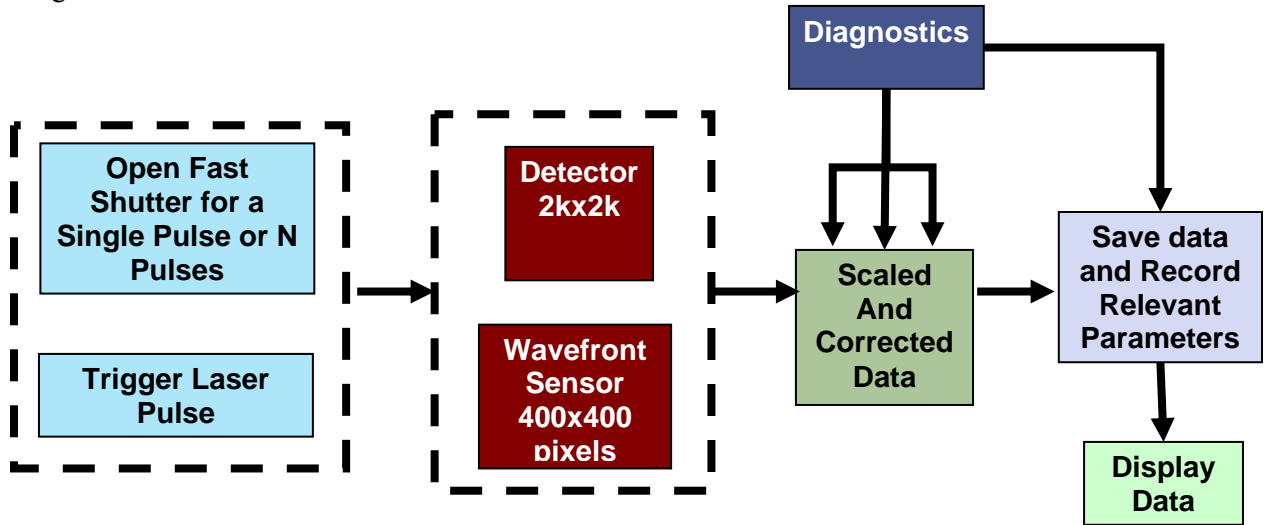 Open Fast
Shutter for a
Single Pulse or N
Pulses
Trigger Laser
Pulse
Detector
2kx2k
Wavefront
Sensor
400x400
pixels
Diagnostics
Scaled
And
Corrected
Data
Save data
and Record
Relevant
Parameters
Display
Data